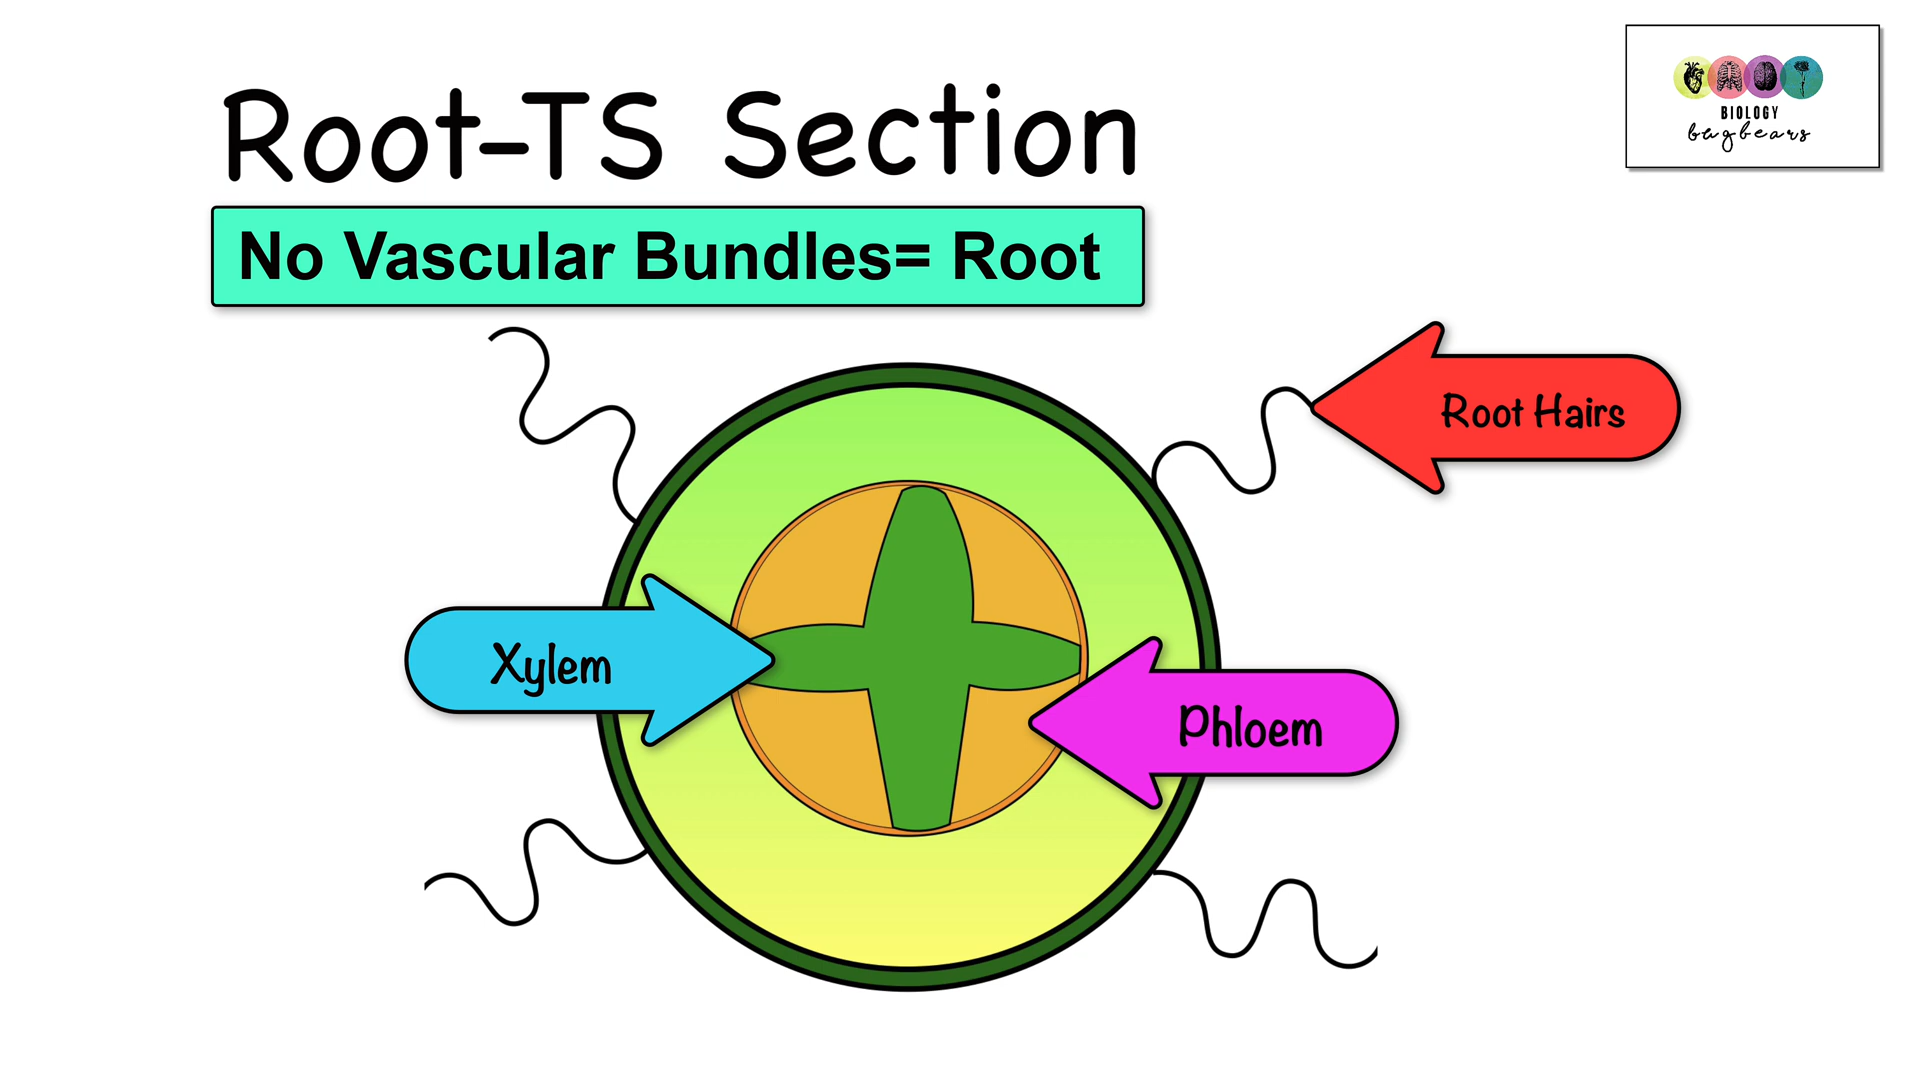 Root-TS Section
BIOLOGY
bugbears
No Vascular Bundles= Root
Root Hairs
Xylem
Phloem